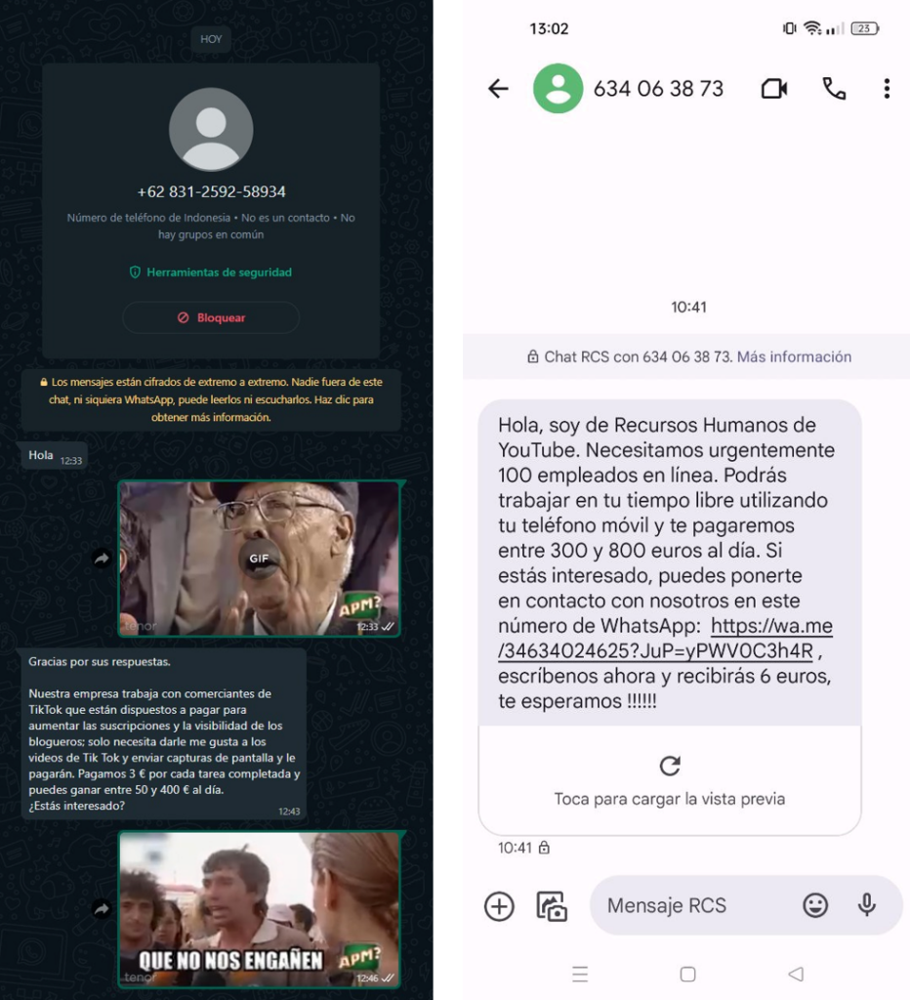 HOY
+62 831-2592-58934
Número de teléfono de Indonesia • No es un contacto • No
hay grupos en común
Herramientas de seguridad
Bloquear
Los mensajes están cifrados de extremo a extremo. Nadie fuera de este
chat, ni siquiera WhatsApp, puede leerlos ni escucharlos. Haz clic para
obtener más información.
Hola 12:33
GIF
APM?
tenor
12:33
Gracias por sus respuestas.
Nuestra empresa trabaja con comerciantes de
TikTok que están dispuestos a pagar para
aumentar las suscripciones y la visibilidad de los
blogueros; solo necesita darle me gusta a los
videos de Tik Tok y enviar capturas de pantalla y le
pagarán. Pagamos 3 € por cada tarea completada y
puedes ganar entre 50 y 400 € al día.
¿Estás interesado?
12:43
QUE NO NOS ENGAÑEN
APM?
tenor
12:46
13:02
23
634 06 38 73
10:41
Chat RCS con 634 06 38 73. Más información
Hola, soy de Recursos Humanos de
YouTube. Necesitamos urgentemente
100 empleados en línea. Podrás
trabajar en tu tiempo libre utilizando
tu teléfono móvil y te pagaremos
entre 300 y 800 euros al día. Si
estás interesado, puedes ponerte
en contacto con nosotros en este
número de WhatsApp: https://wa.me
/34634024625?JuP=yPWV0C3h4R ,
escríbenos ahora y recibirás 6 euros,
te esperamos !!!!!!
Toca para cargar la vista previa
10:41
Mensaje RCS